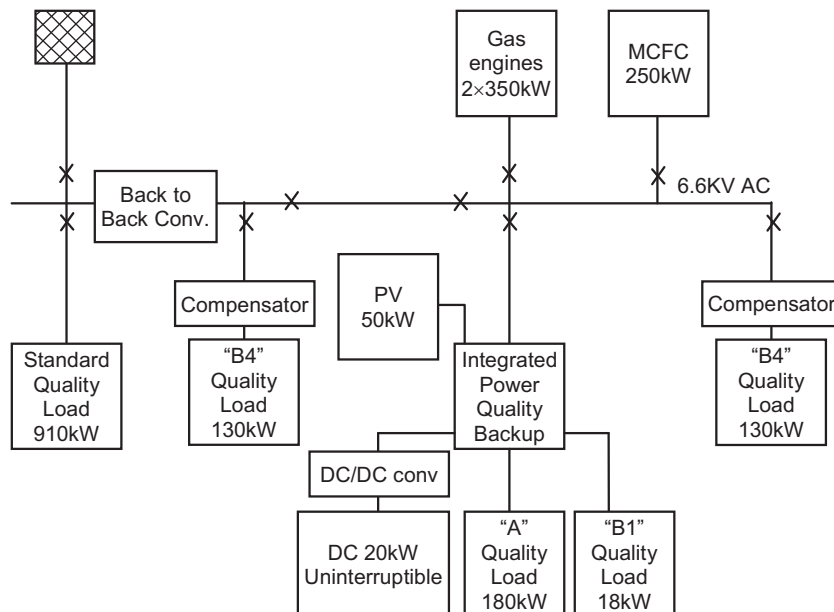 Gas
engines
2×350kW
MCFC
250kW
6.6KV AC
Back to
Back Conv.
PV
50kW
Compensator
Compensator
Standard
Quality
Load
910kW
“B4”
Quality
Load
130kW
Integrated
Power
Quality
Backup
“B4”
Quality
Load
130kW
DC/DC conv
DC 20kW
Uninterruptible
“A”
Quality
Load
180kW
“B1”
Quality
Load
18kW